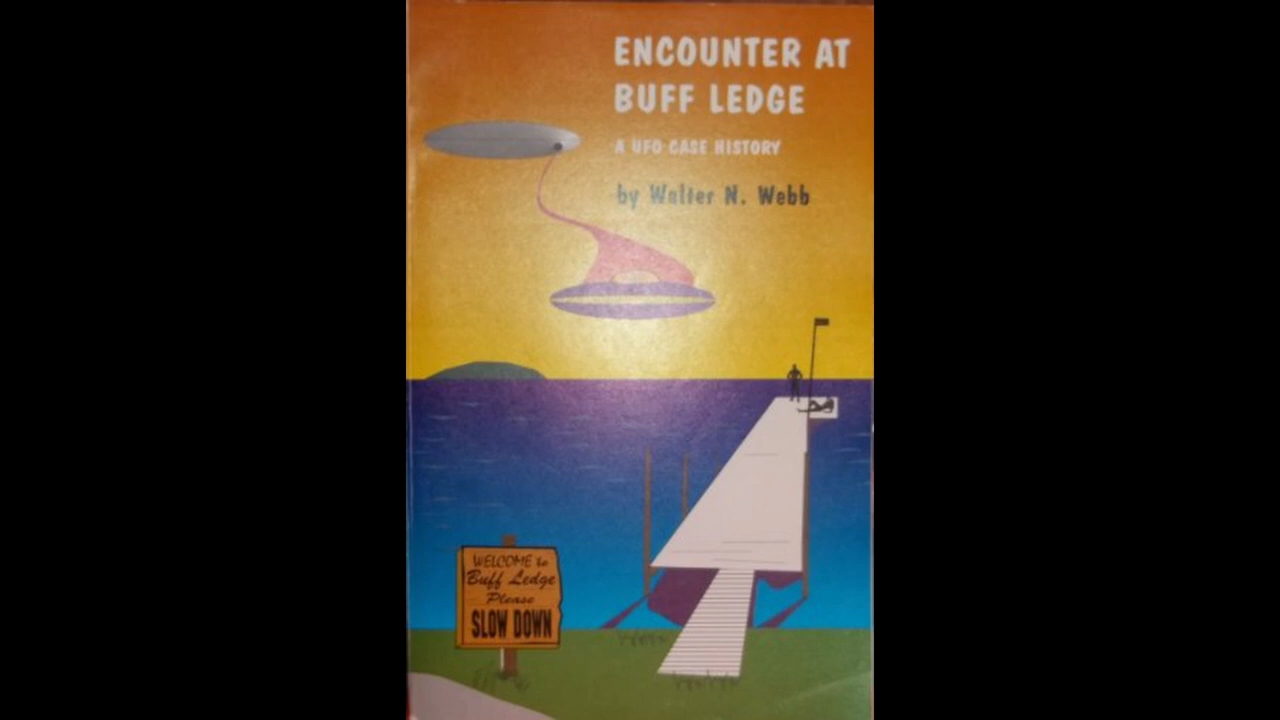 ENCOUNTER AT
BUFF LEDGE
A UFO CASE HISTORY
by Walter N. Webb
WELCOME to
Buff Ledge
Please
SLOW DOWN